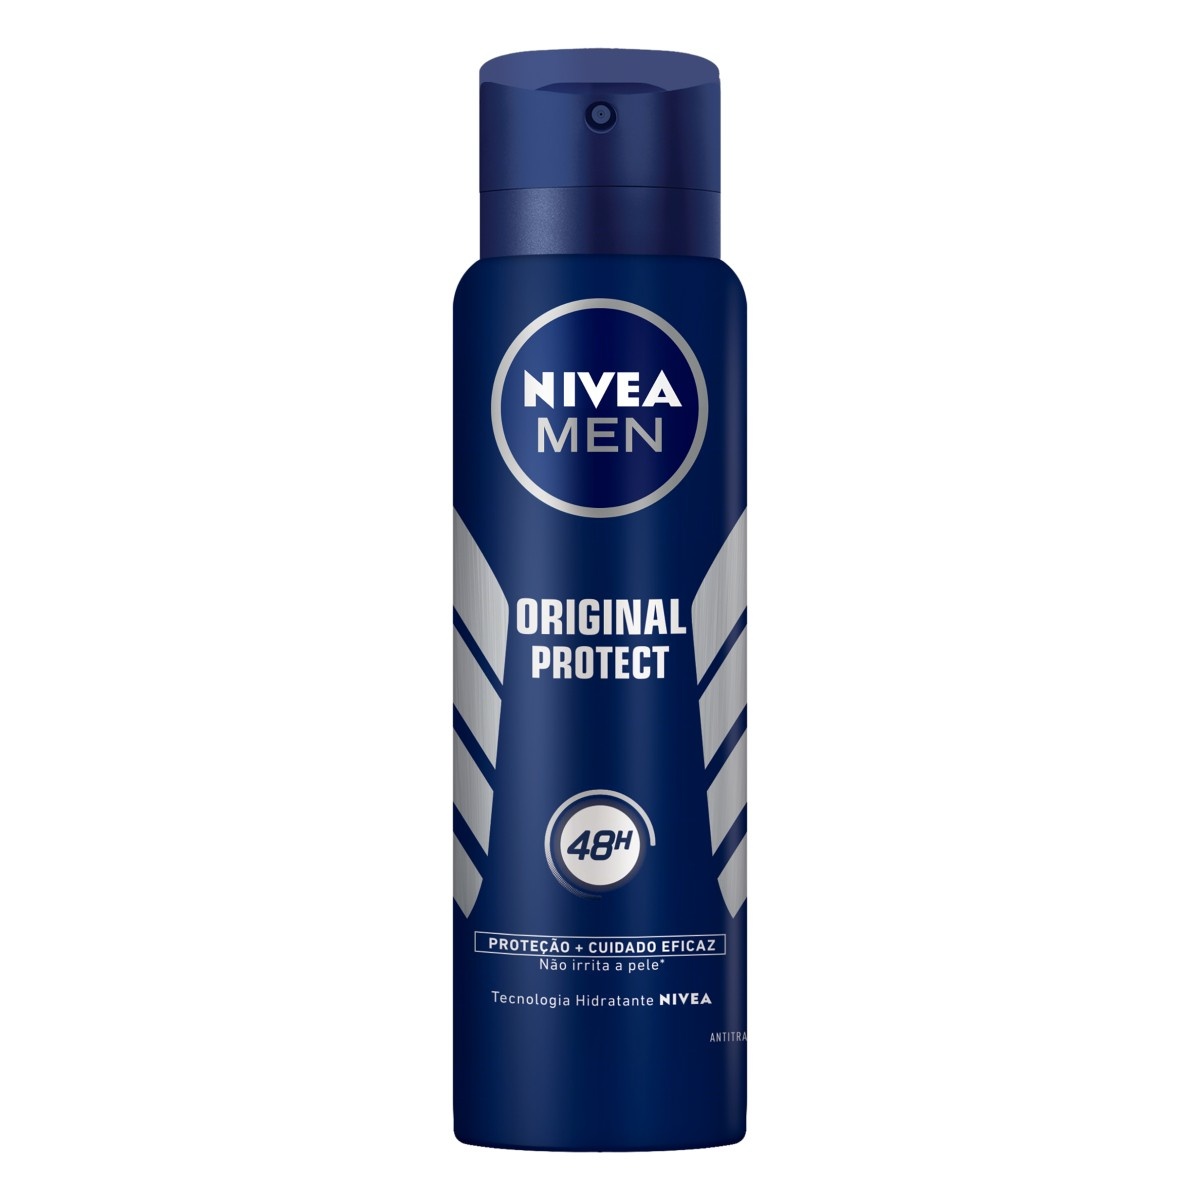 NIVEA
MEN
ORIGINAL
PROTECT
48H
PROTEÇÃO + CUIDADO EFICAZ
Não irrita a pele*
Tecnologia Hidratante NIVEA